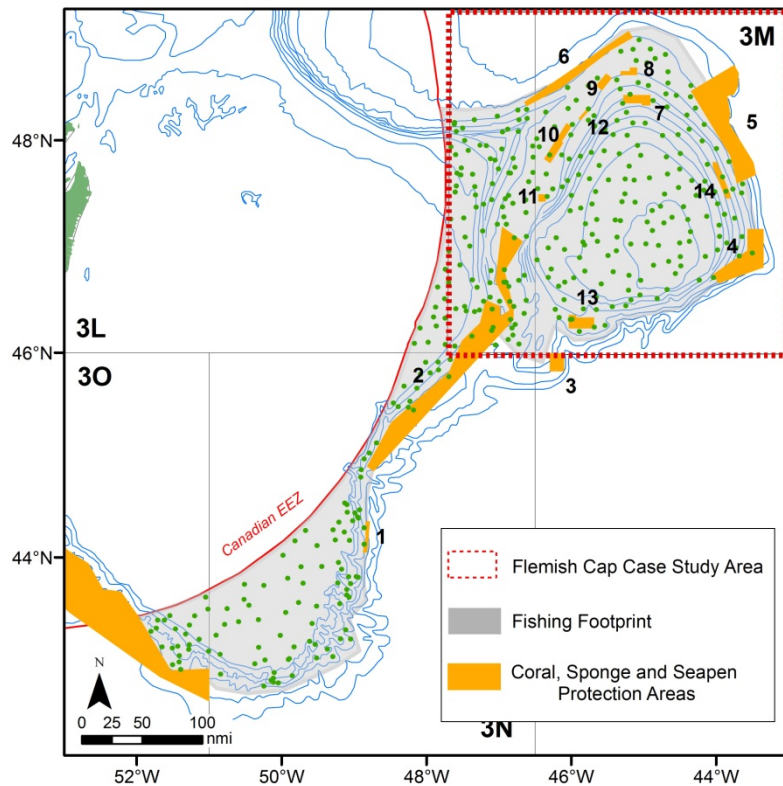 3M
6
8
9
7
5
48°N
10
12
14
11
4
3L
13
46°N
3O
2
3
Canadian EEZ
1
44°N
Flemish Cap Case Study Area
Fishing Footprint
Coral, Sponge and Seapen
Protection Areas
N
0 25 50 100
nmi
3N
52°W 50°W 48°W 46°W 44°W